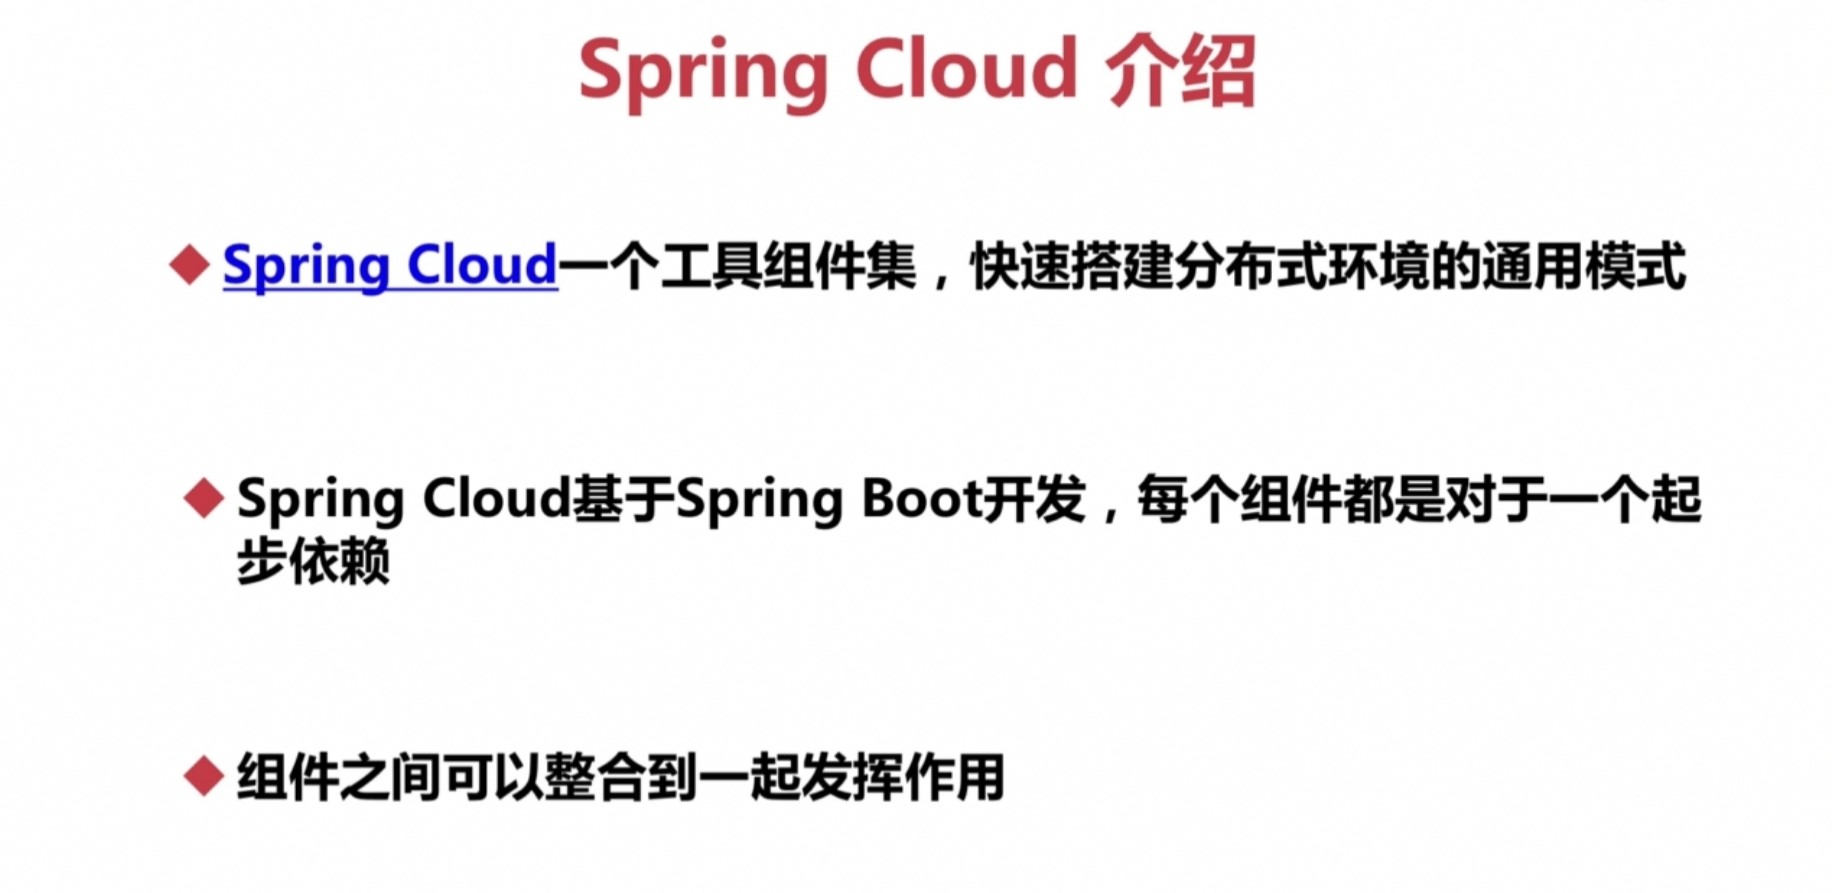 Spring Cloud 介绍
Spring Cloud一个工具组件集，快速搭建分布式环境的通用模式
Spring Cloud基于Spring Boot开发，每个组件都是对于一个起
步依赖
组件之间可以整合到一起发挥作用